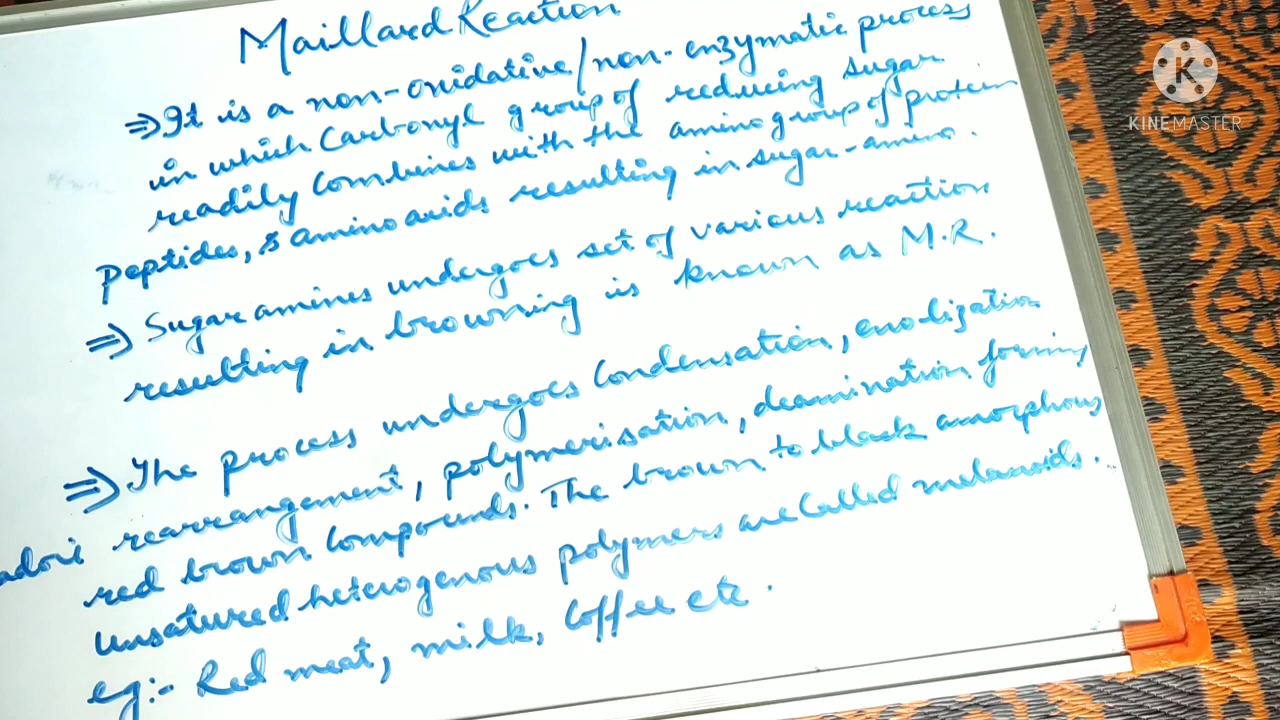 Maillard Reaction
⇒ It is a non-oxidative/non-enzymatic process
in which Carbonyl group of reducing sugar
readily combines with the amino group of protein
Peptides, & amino acids resulting in sugar-amino.
⇒ Sugar amines undergoes set of various reaction
resulting in browning is known as M.R.
⇒ The process undergoes Condensation, enolization
rearrangement, polymerisation, deamination forming
red brown compounds. The brown to black amorphous
unsatured heterogenous polymers are Called melanoids.
eg:- Red meat, milk, Coffee etc.
KINEMASTER